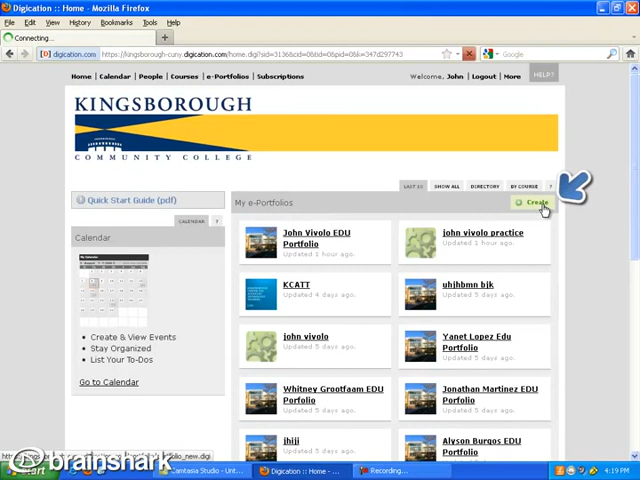 Digication :: Home - Mozilla Firefox
File Edit View History Bookmarks Tools Help
Connecting...
digication.com
https://kingsborough-cuny.digication.com/home.digi?sid=3136&cid=0&tid=0&pid=0&k=347d297743
Google
Home Calendar People Courses e-Portfolios Subscriptions
Welcome, John Logout More HELP?
KINGSBOROUGH
COMMUNITY COLLEGE
LAST 10 SHOW ALL DIRECTORY BY COURSE ?
Quick Start Guide (pdf)
My e-Portfolios
Create
CALENDAR ?
Calendar
Create & View Events
Stay Organized
List Your To-Dos
Go to Calendar
John Vivolo EDU
Portfolio
Updated 1 hour ago.
john vivolo practice
Updated 1 hour ago.
KCATT
Updated 4 days ago.
uhjhbmn bjk
Updated 5 days ago.
john vivolo
Updated 5 days ago.
Yanet Lopez Edu
Portfolio
Updated 5 days ago.
Whitney Grootfaam EDU
Porfolio
Updated 5 days ago.
Jonathan Martinez EDU
Portfolio
Updated 5 days ago.
jhiji
Updated 5 days ago.
Alyson Burgos EDU
Portfolio
brainshark
Start
Camtasia Studio - Unt...
Digication :: Home - ...
Recording...
4:19 PM